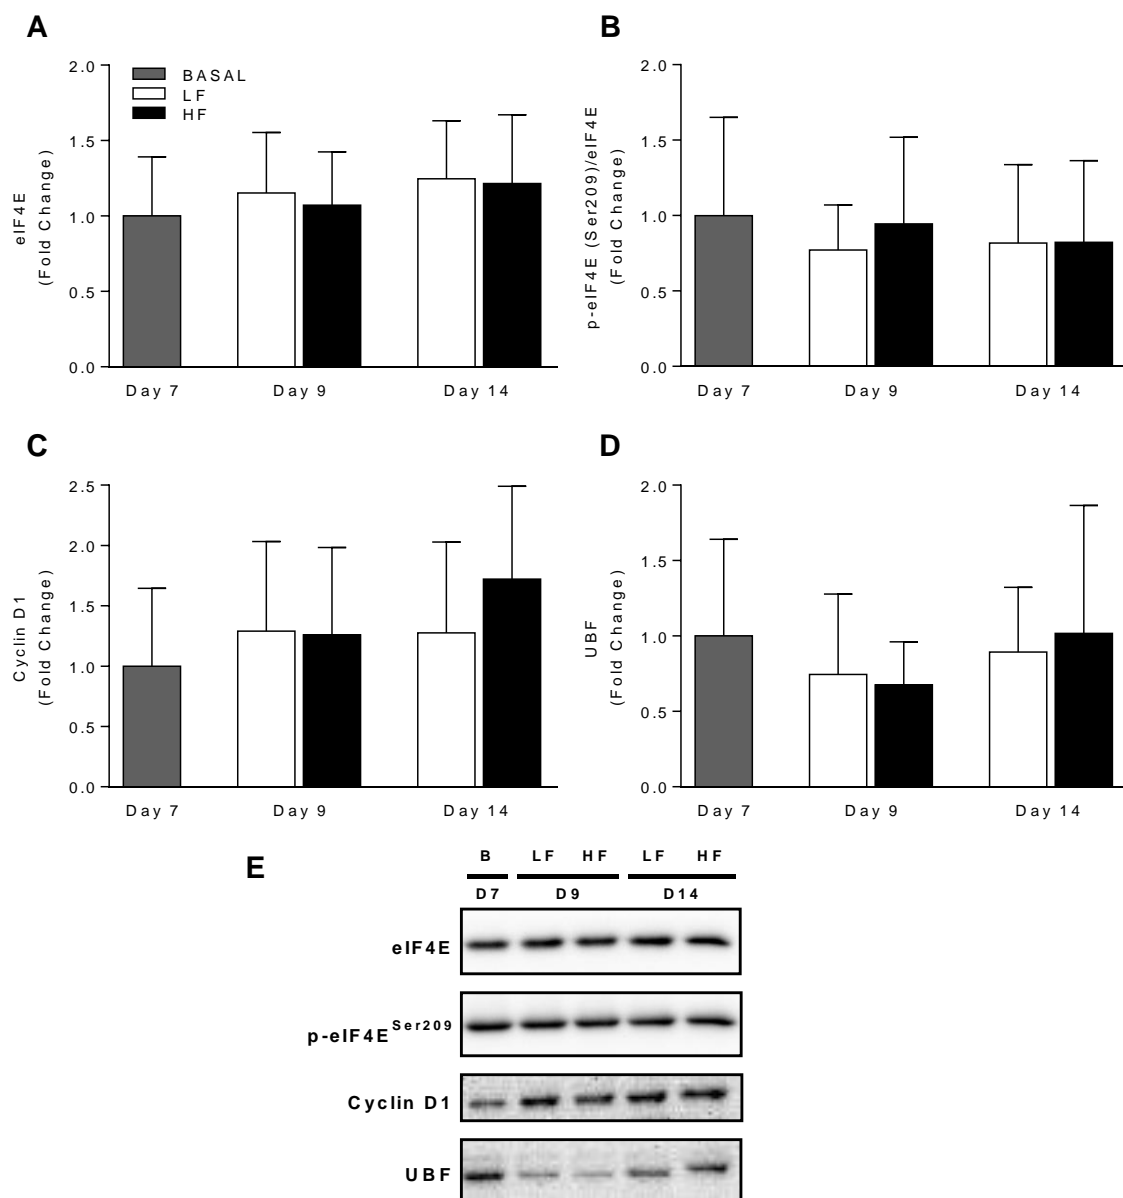 A
2.0
1.5
1.0
0.5
0.0
eIF4E
(Fold Change)
BASAL
LF
HF
Day 7
Day 9
Day 14
B
2.0
1.5
1.0
0.5
0.0
p-eIF4E (Ser209)/eIF4E
(Fold Change)
Day 7
Day 9
Day 14
C
2.5
2.0
1.5
1.0
0.5
0.0
Cyclin D1
(Fold Change)
Day 7
Day 9
Day 14
D
2.0
1.5
1.0
0.5
0.0
UBF
(Fold Change)
Day 7
Day 9
Day 14
E
B LF HF LF HF
D7 D9 D14
eIF4E
p-eIF4E Ser209
Cyclin D1
UBF